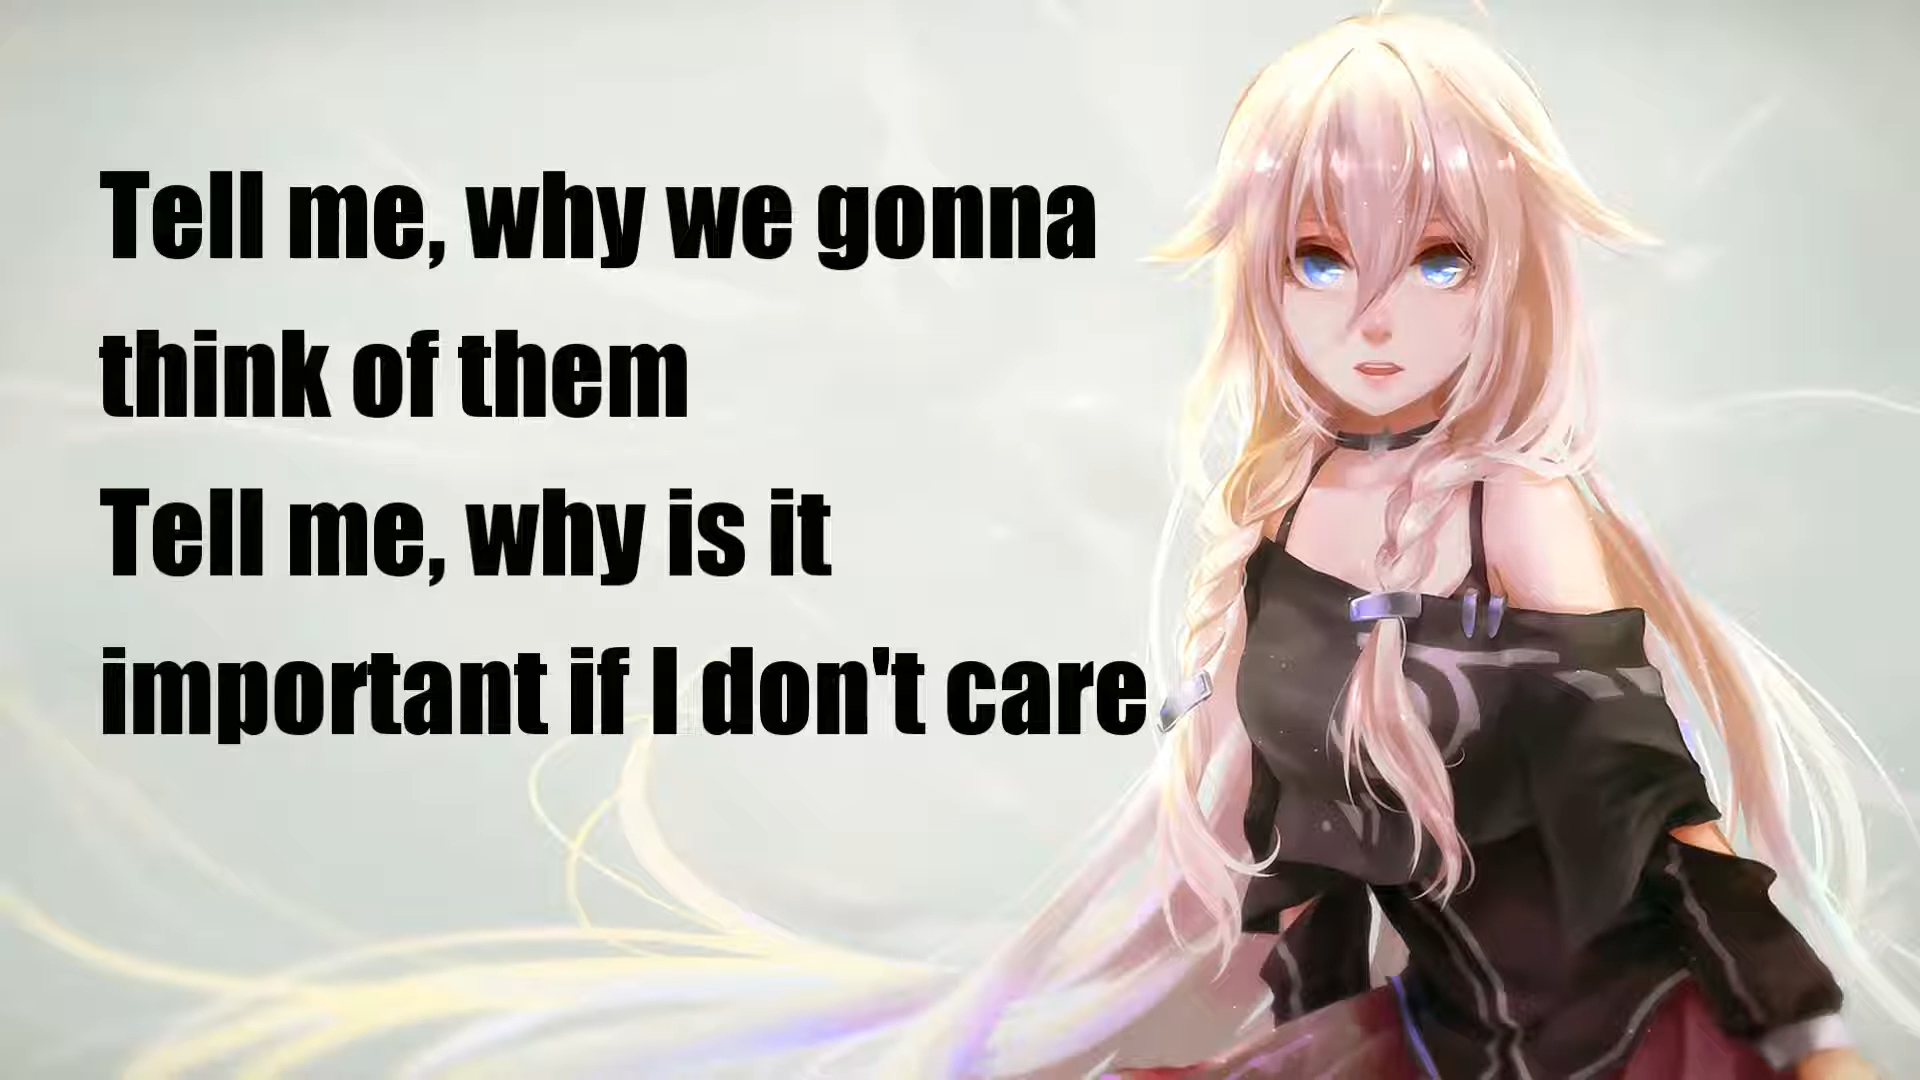 Tell me, why we gonna
think of them
Tell me, why is it
important if I don't care